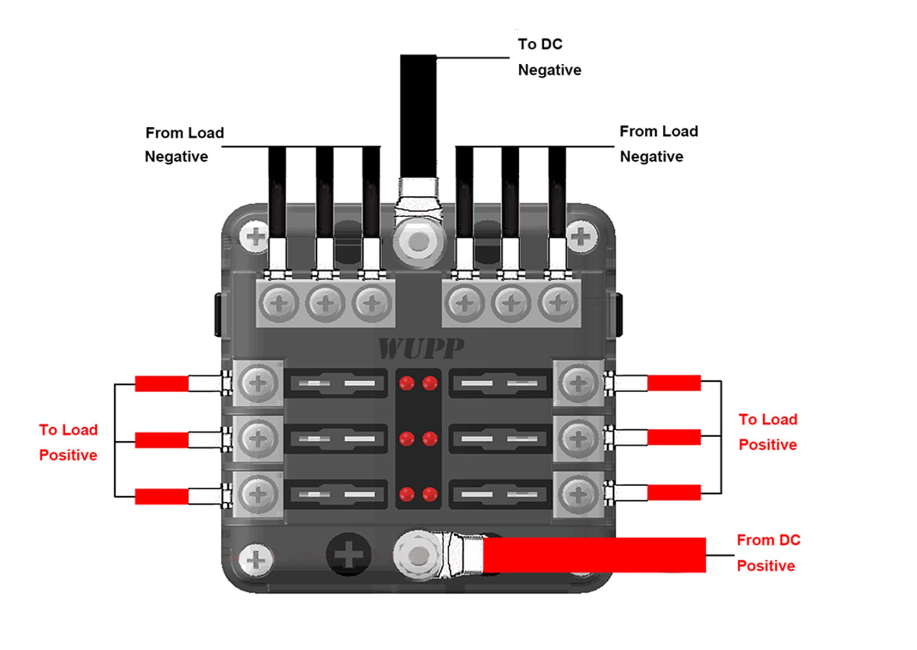 To DC
Negative
From Load
Negative
From Load
Negative
WUPP
To Load
Positive
To Load
Positive
From DC
Positive